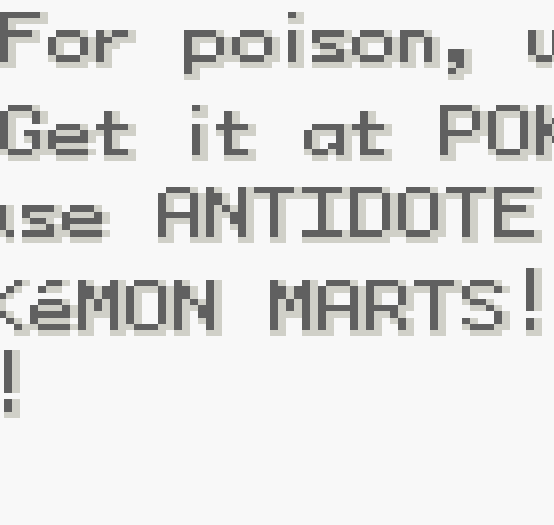 For poison, u
Get it at POK
use ANTIDOTE
KéMON MARTS!
!